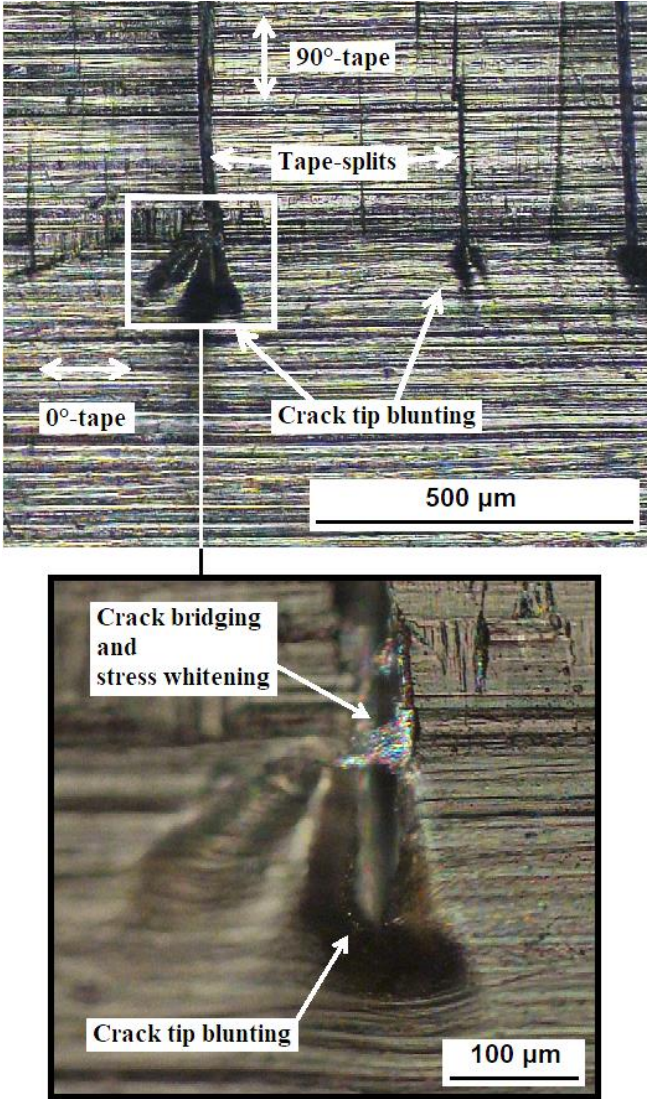 90°-tape
Tape-splits
0°-tape
Crack tip blunting
500 µm
Crack bridging
and
stress whitening
Crack tip blunting
100 µm